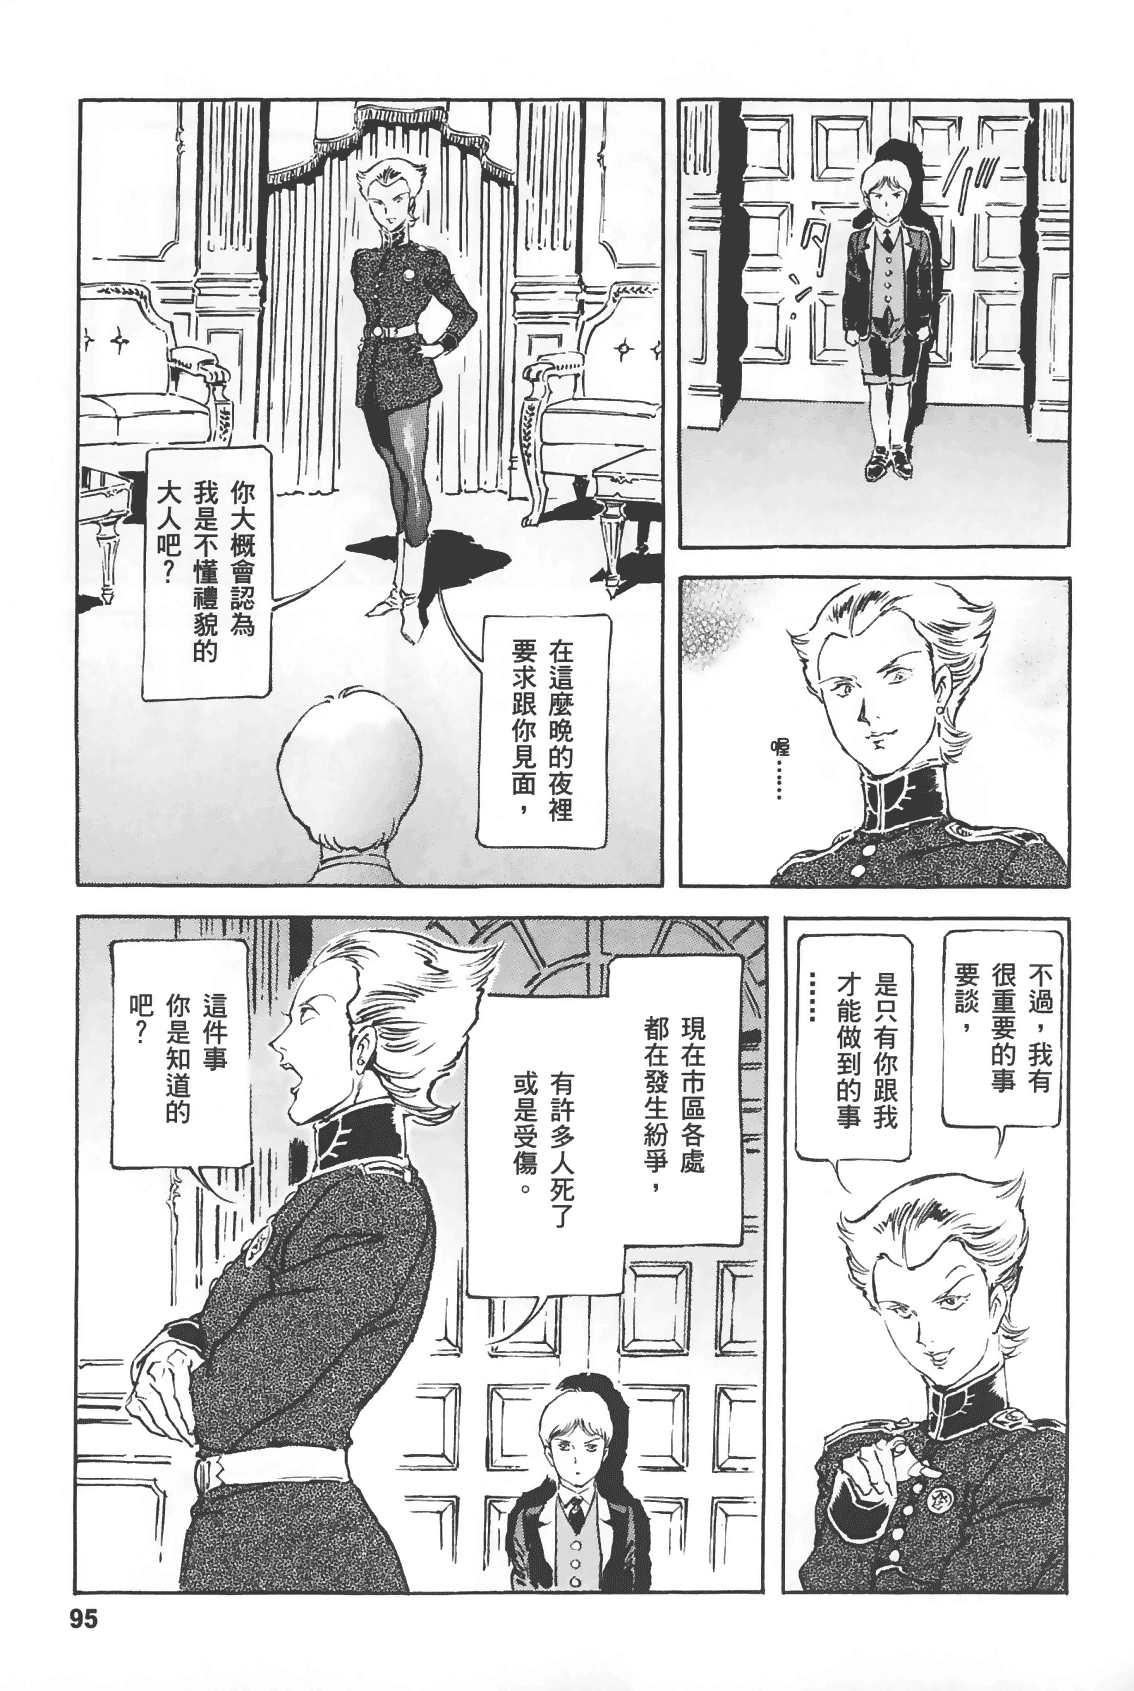 タッ
喔……
在這麼晚的夜裡
要求跟你見面，
你大概會認為
我是不懂禮貌的
大人吧？
不過，我有
很重要的事
要談，
是只有你跟我
才能做到的事
……
現在市區各處
都在發生紛爭，
有許多人死了
或是受傷。
這件事
你是知道的
吧？
95